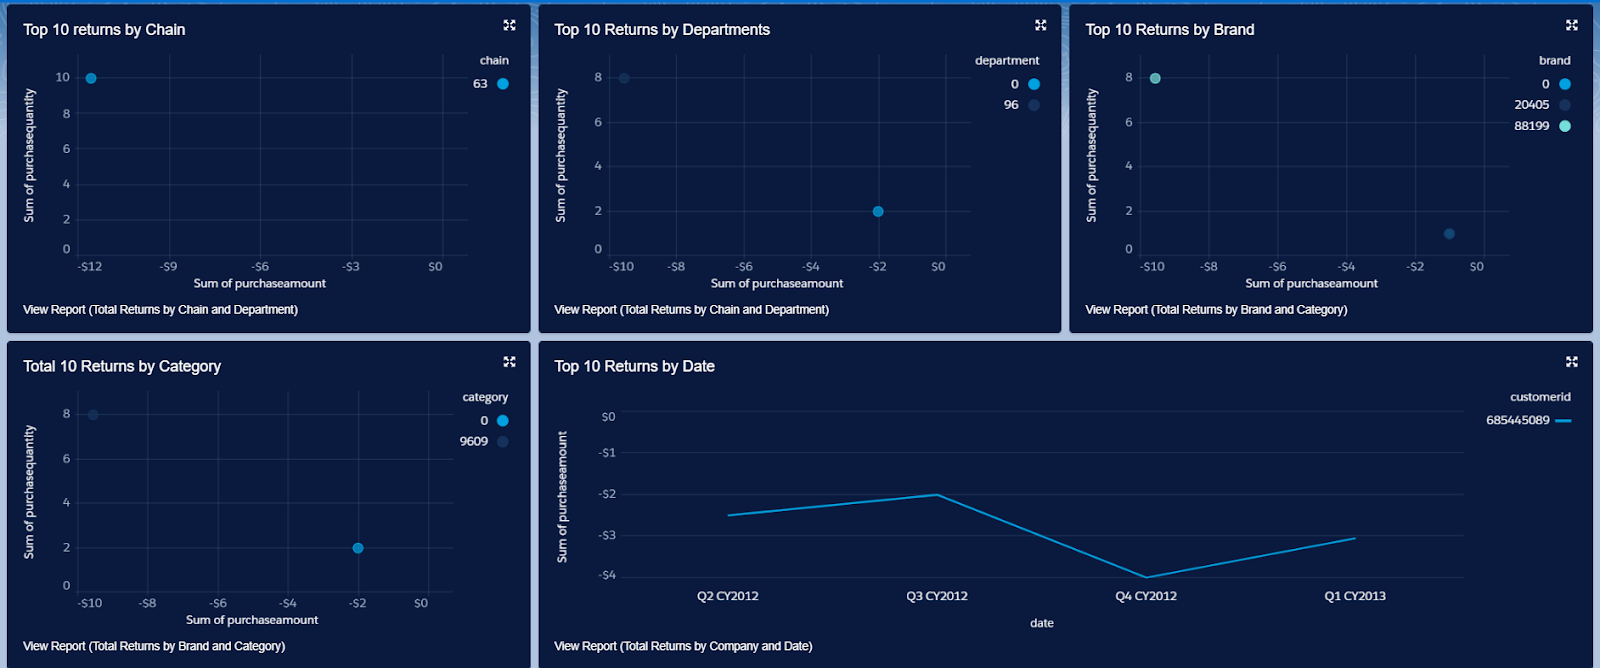 Top 10 returns by Chain
chain
63
Sum of purchasequantity
10
8
6
4
2
0
-$12 -$9 -$6 -$3 $0
Sum of purchaseamount
View Report (Total Returns by Chain and Department)
Top 10 Returns by Departments
department
0
96
Sum of purchasequantity
8
6
4
2
0
-$10 -$8 -$6 -$4 -$2 $0
Sum of purchaseamount
View Report (Total Returns by Chain and Department)
Top 10 Returns by Brand
brand
0
20405
88199
Sum of purchasequantity
8
6
4
2
0
-$10 -$8 -$6 -$4 -$2 $0
Sum of purchaseamount
View Report (Total Returns by Brand and Category)
Total 10 Returns by Category
category
0
9609
Sum of purchasequantity
8
6
4
2
0
-$10 -$8 -$6 -$4 -$2 $0
Sum of purchaseamount
View Report (Total Returns by Brand and Category)
Top 10 Returns by Date
customerid
685445089
Sum of purchaseamount
$0
-$1
-$2
-$3
-$4
Q2 CY2012 Q3 CY2012 Q4 CY2012 Q1 CY2013
date
View Report (Total Returns by Company and Date)